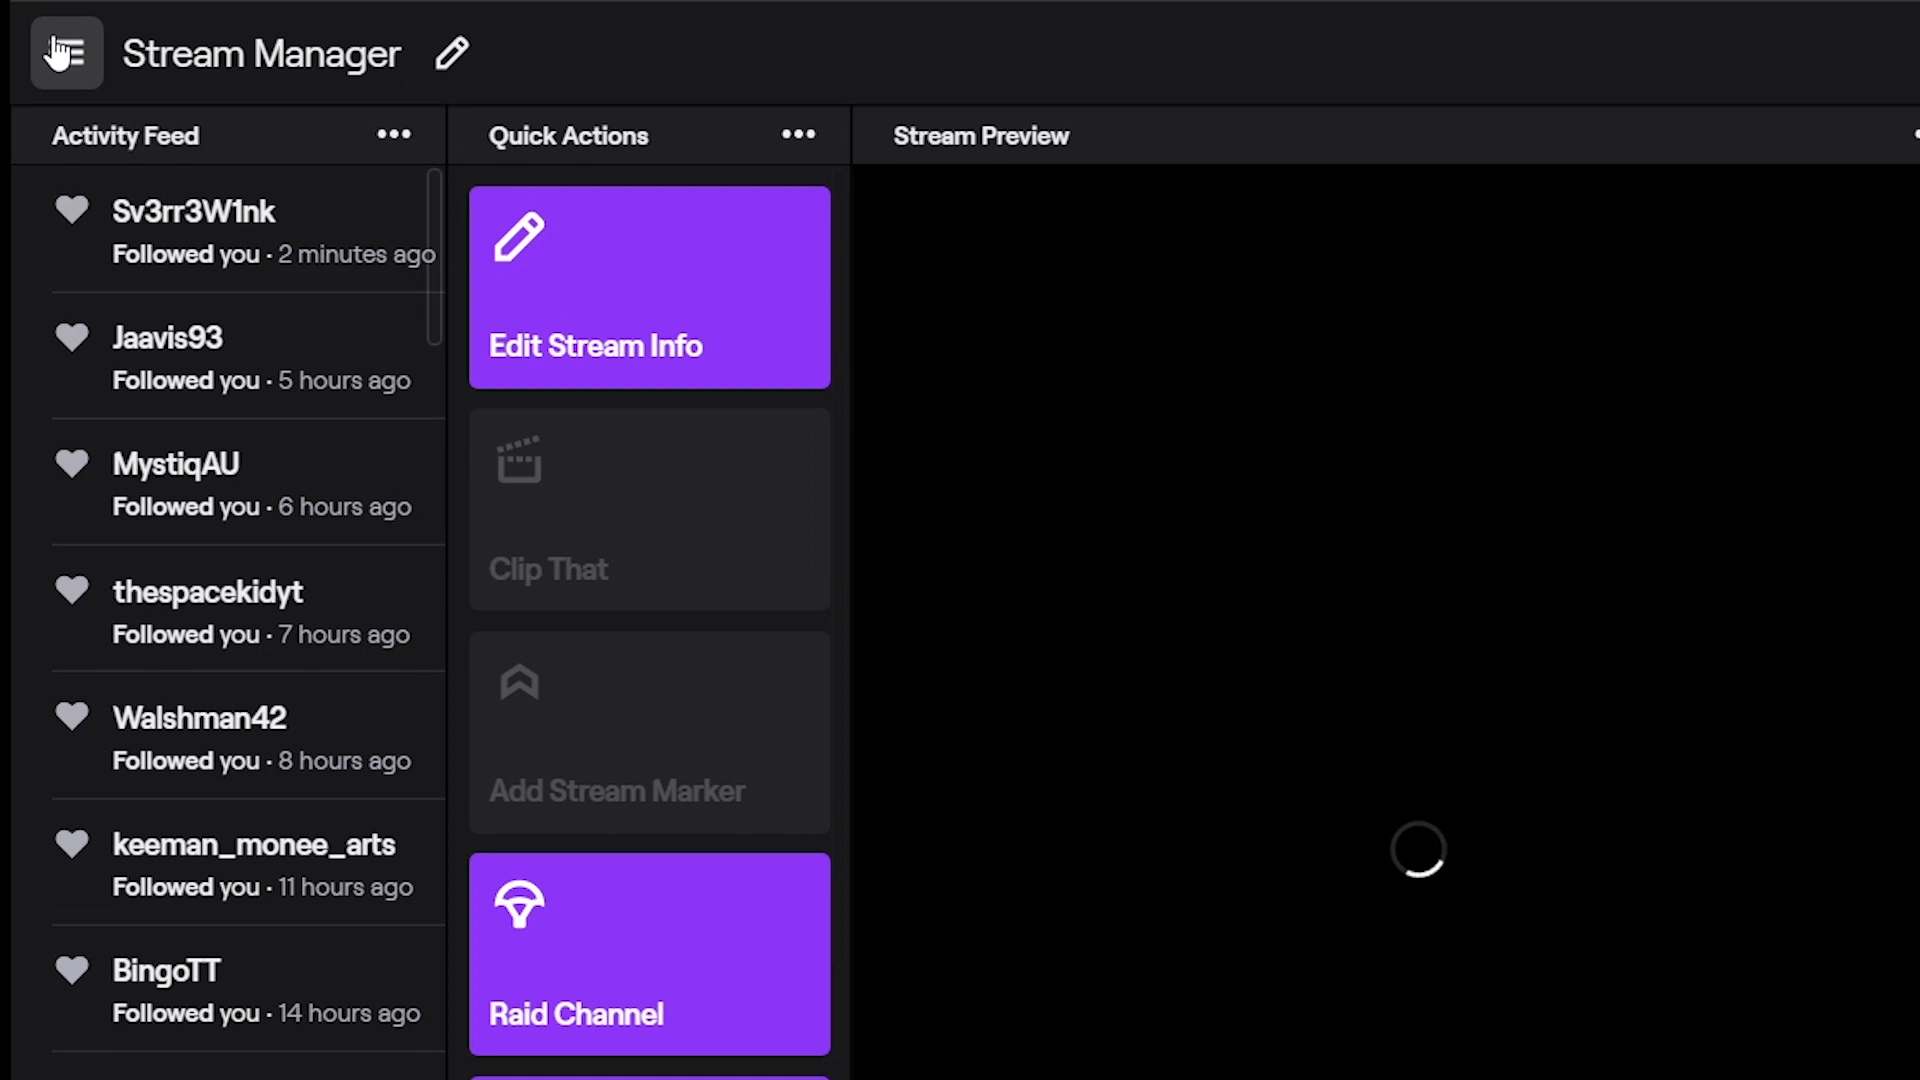 Stream Manager
Activity Feed
Quick Actions
Stream Preview
Sv3rr3W1nk
Followed you · 2 minutes ago
Jaavis93
Followed you · 5 hours ago
MystiqAU
Followed you · 6 hours ago
thespacekidyt
Followed you · 7 hours ago
Walshman42
Followed you · 8 hours ago
keeman_monee_arts
Followed you · 11 hours ago
BingoTT
Followed you · 14 hours ago
Edit Stream Info
Clip That
Add Stream Marker
Raid Channel